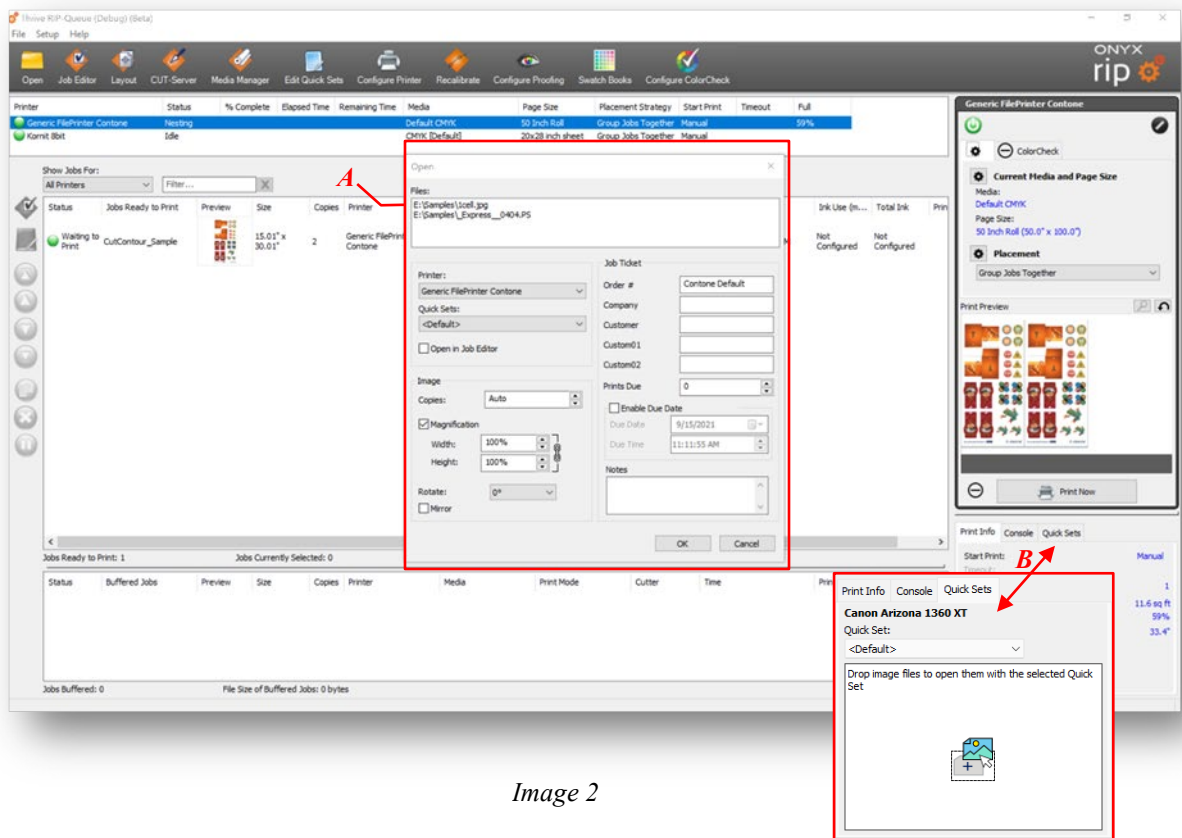 Thrive RIP-Queue (Debug) (Beta)
File Setup Help
Open Job Editor Layout CUT-Server Media Manager Edit Quick Sets Configure Printer Recalibrate Configure Proofing Swatch Books Configure ColorCheck
ONYX
rip
Printer Status % Complete Elapsed Time Remaining Time Media Page Size Placement Strategy Start Print Timeout Full
Generic FilePrinter Contone Nesting Default CMYK 50 Inch Roll Group Jobs Together Manual 59%
Kornit 8bit Idle CMYK [Default] 20x28 inch sheet Group Jobs Together Manual
Show Jobs For:
All Printers Filter... X
Status Jobs Ready to Print Preview Size Copies Printer Ink Use (m... Total Ink Prin
Waiting to Print CutContour_Sample 15.01" x 30.01" 2 Generic FilePrint Contone Not Configured Not Configured
A
Open
Files:
E:\Samples\1cell.jpg
E:\Samples\_Express__0404.PS
Printer:
Generic FilePrinter Contone
Quick Sets:
<Default>
Open in Job Editor
Image
Copies: Auto
Magnification
Width: 100%
Height: 100%
Rotate: 0°
Mirror
Job Ticket
Order # Contone Default
Company
Customer
Custom01
Custom02
Prints Due 0
Enable Due Date
Due Date 9/15/2021
Due Time 11:11:55 AM
Notes
OK Cancel
Jobs Ready to Print: 1 Jobs Currently Selected: 0
Status Buffered Jobs Preview Size Copies Printer Media Print Mode Cutter Time Prin
Jobs Buffered: 0 File Size of Buffered Jobs: 0 bytes
Generic FilePrinter Contone
ColorCheck
Current Media and Page Size
Media:
Default CMYK
Page Size:
50 Inch Roll (50.0" x 100.0")
Placement
Group Jobs Together
Print Preview
Print Now
Print Info Console Quick Sets
Start Print: Manual
Timeout:
1
11.6 sq ft
59%
33.4"
B
Print Info Console Quick Sets
Canon Arizona 1360 XT
Quick Set:
<Default>
Drop image files to open them with the selected Quick
Set
Image 2